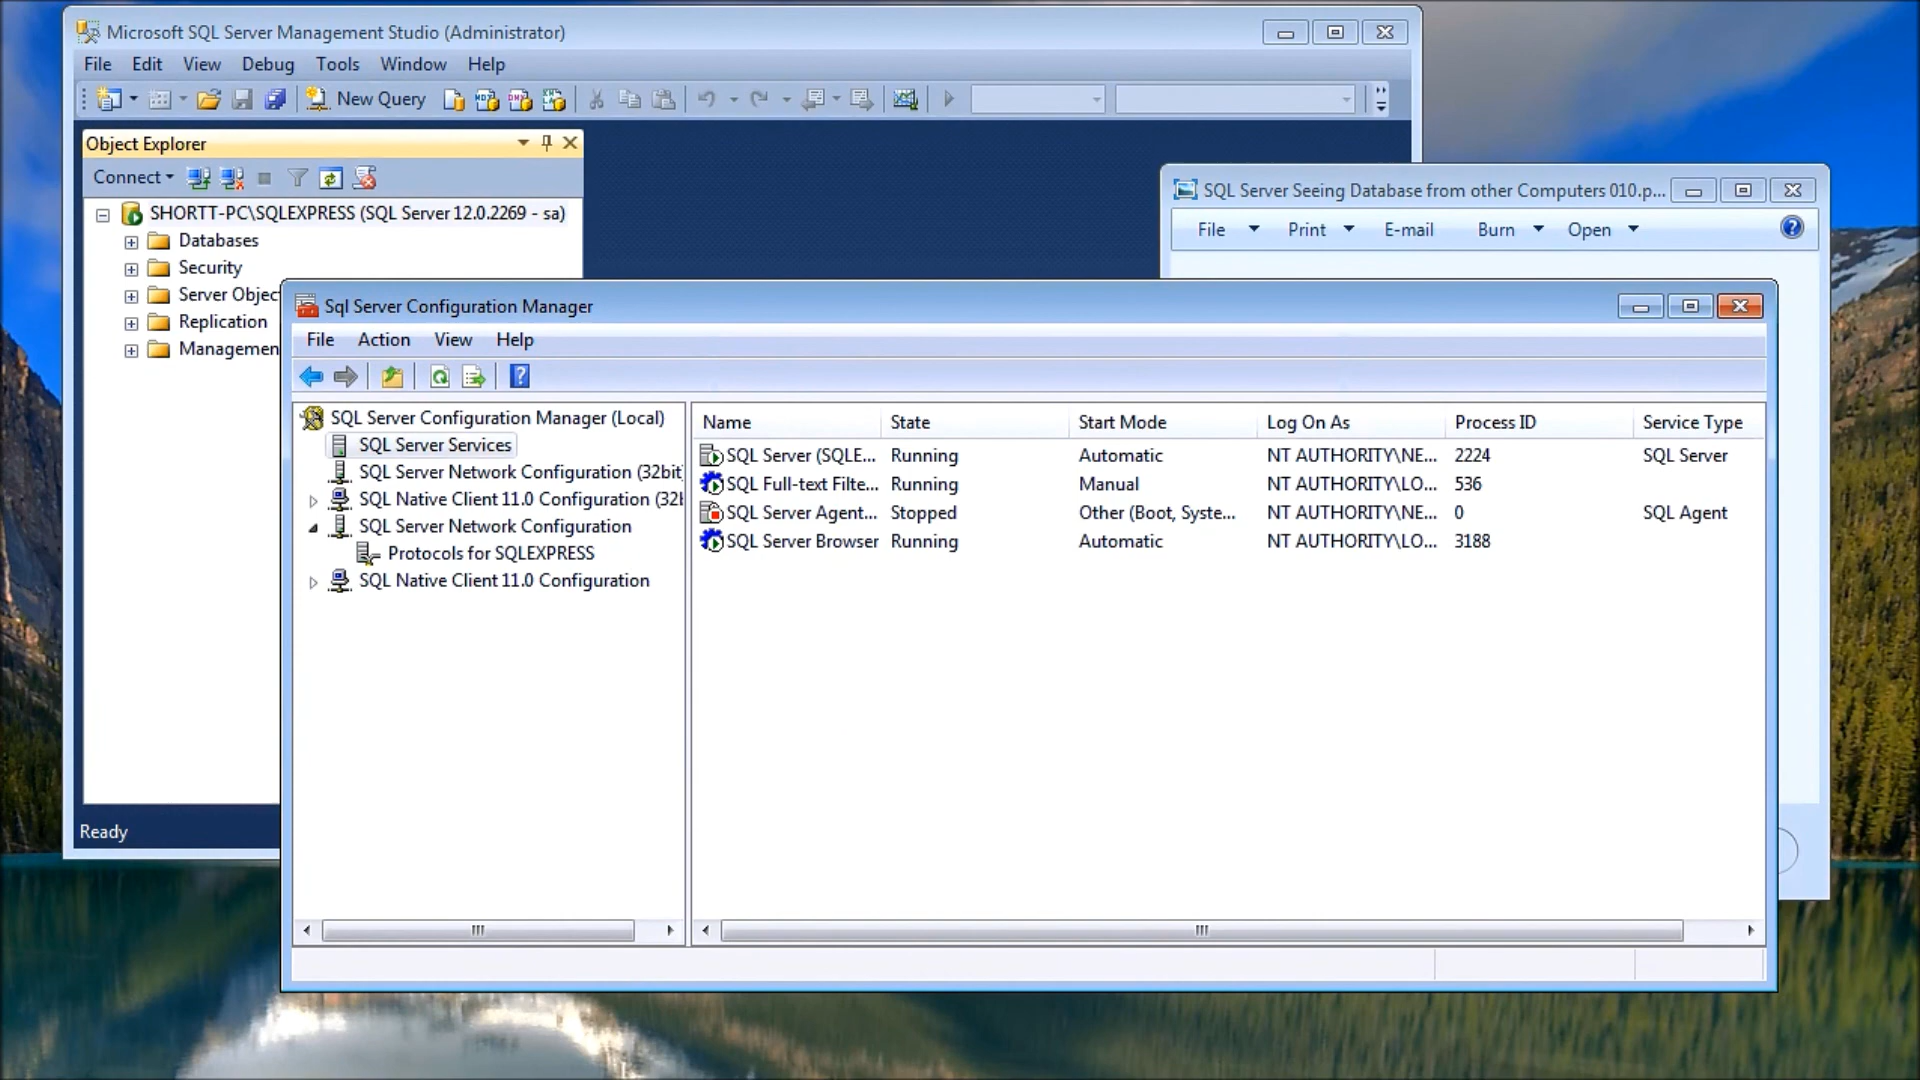 Microsoft SQL Server Management Studio (Administrator)
File Edit View Debug Tools Window Help
New Query
Object Explorer
Connect
SHORTT-PC\SQLEXPRESS (SQL Server 12.0.2269 - sa)
Databases
Security
Server Objec
Replication
Managemen
Ready
SQL Server Seeing Database from other Computers 010.p...
File Print E-mail Burn Open
Sql Server Configuration Manager
File Action View Help
SQL Server Configuration Manager (Local)
SQL Server Services
SQL Server Network Configuration (32bit
SQL Native Client 11.0 Configuration (32b
SQL Server Network Configuration
Protocols for SQLEXPRESS
SQL Native Client 11.0 Configuration
Name State Start Mode Log On As Process ID Service Type
SQL Server (SQLE... Running Automatic NT AUTHORITY\NE... 2224 SQL Server
SQL Full-text Filte... Running Manual NT AUTHORITY\LO... 536
SQL Server Agent... Stopped Other (Boot, Syste... NT AUTHORITY\NE... 0 SQL Agent
SQL Server Browser Running Automatic NT AUTHORITY\LO... 3188